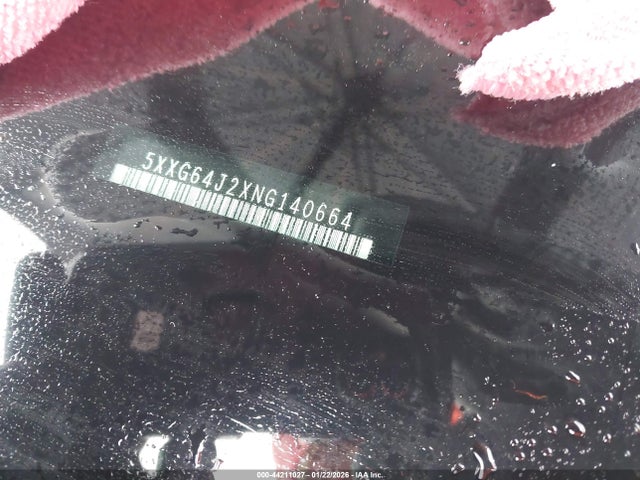 5XXG64J2XNG140664
000-44211027 - 01/22/2026 - IAA Inc.